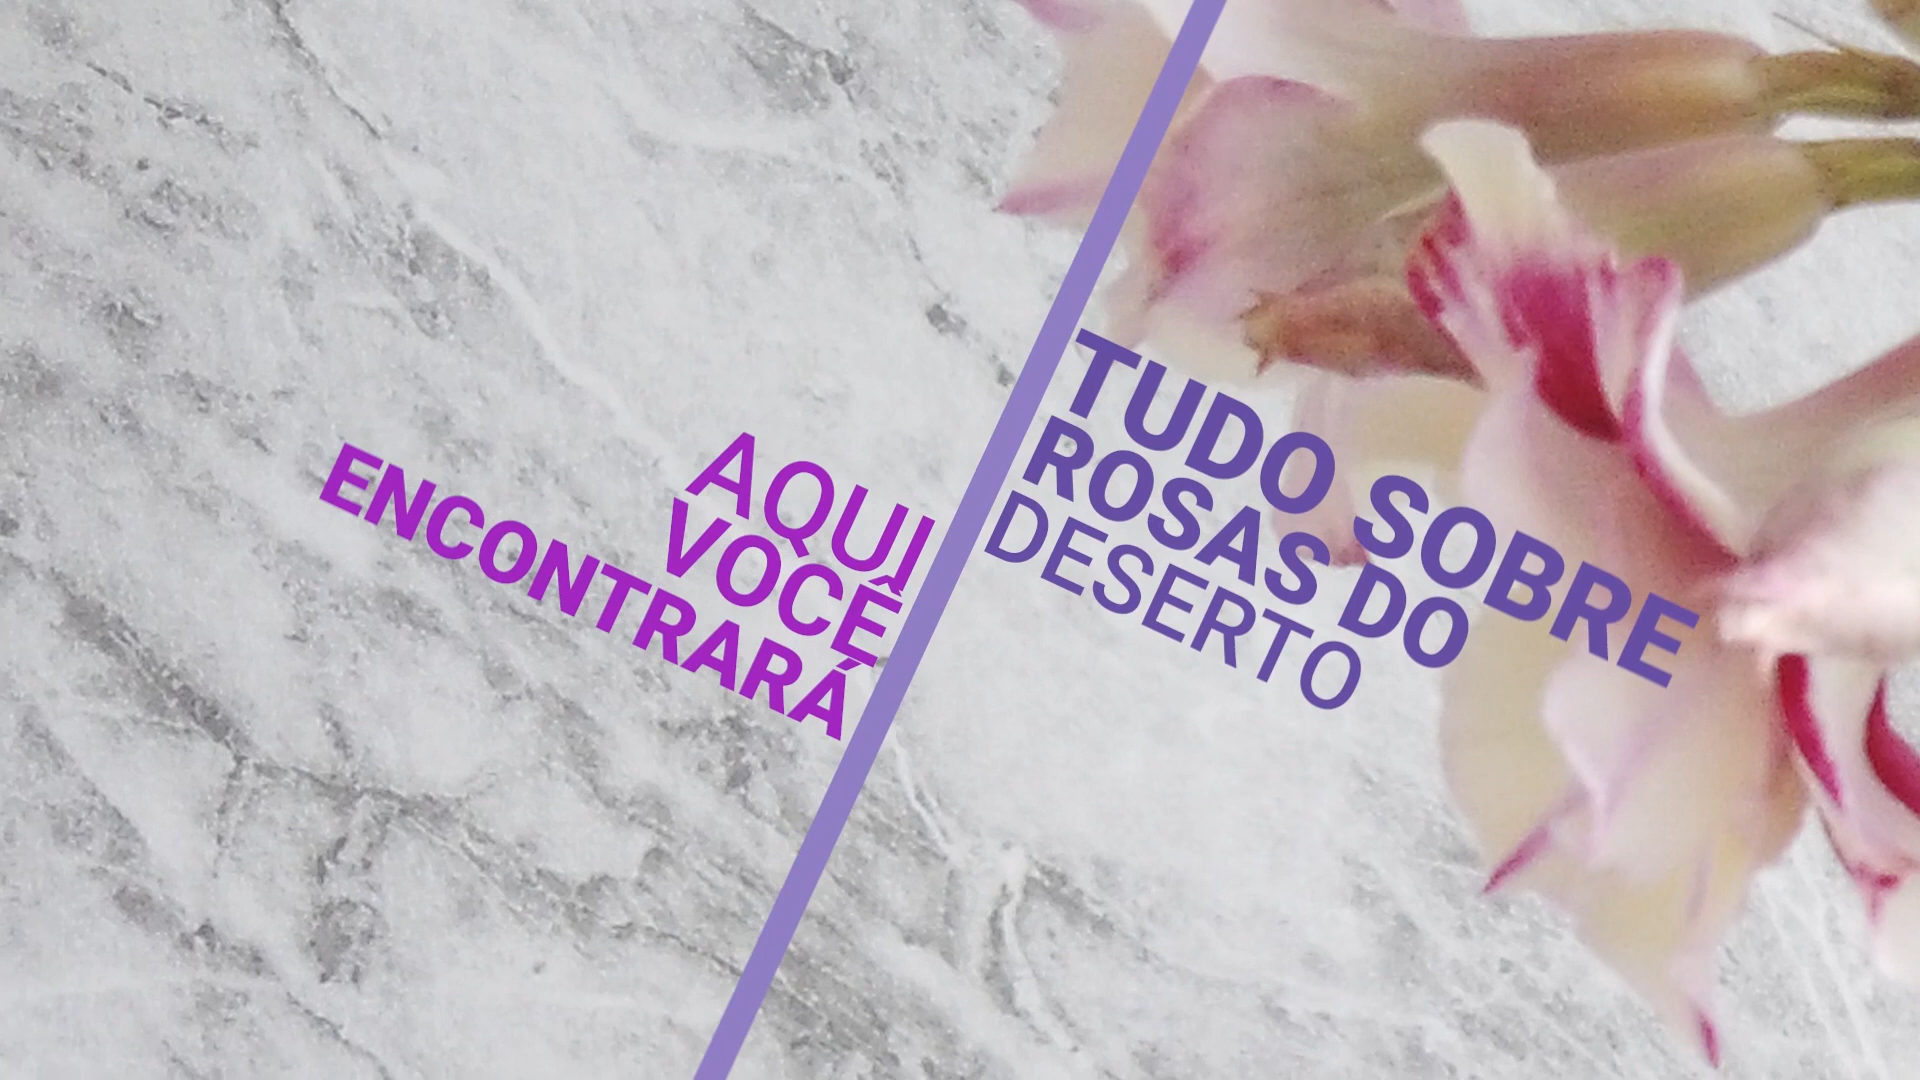 AQUI
VOCÊ
ENCONTRARÁ
TUDO SOBRE
ROSAS DO
DESERTO